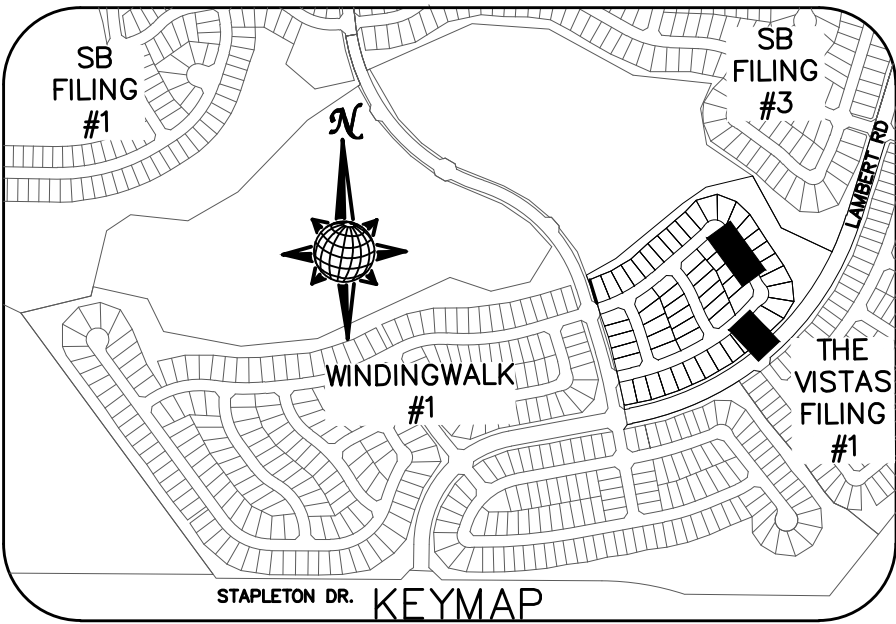 SB
FILING
#1
SB
FILING
#3
N
LAMBERT RD
WINDINGWALK
#1
THE
VISTAS
FILING
#1
STAPLETON DR.
KEYMAP